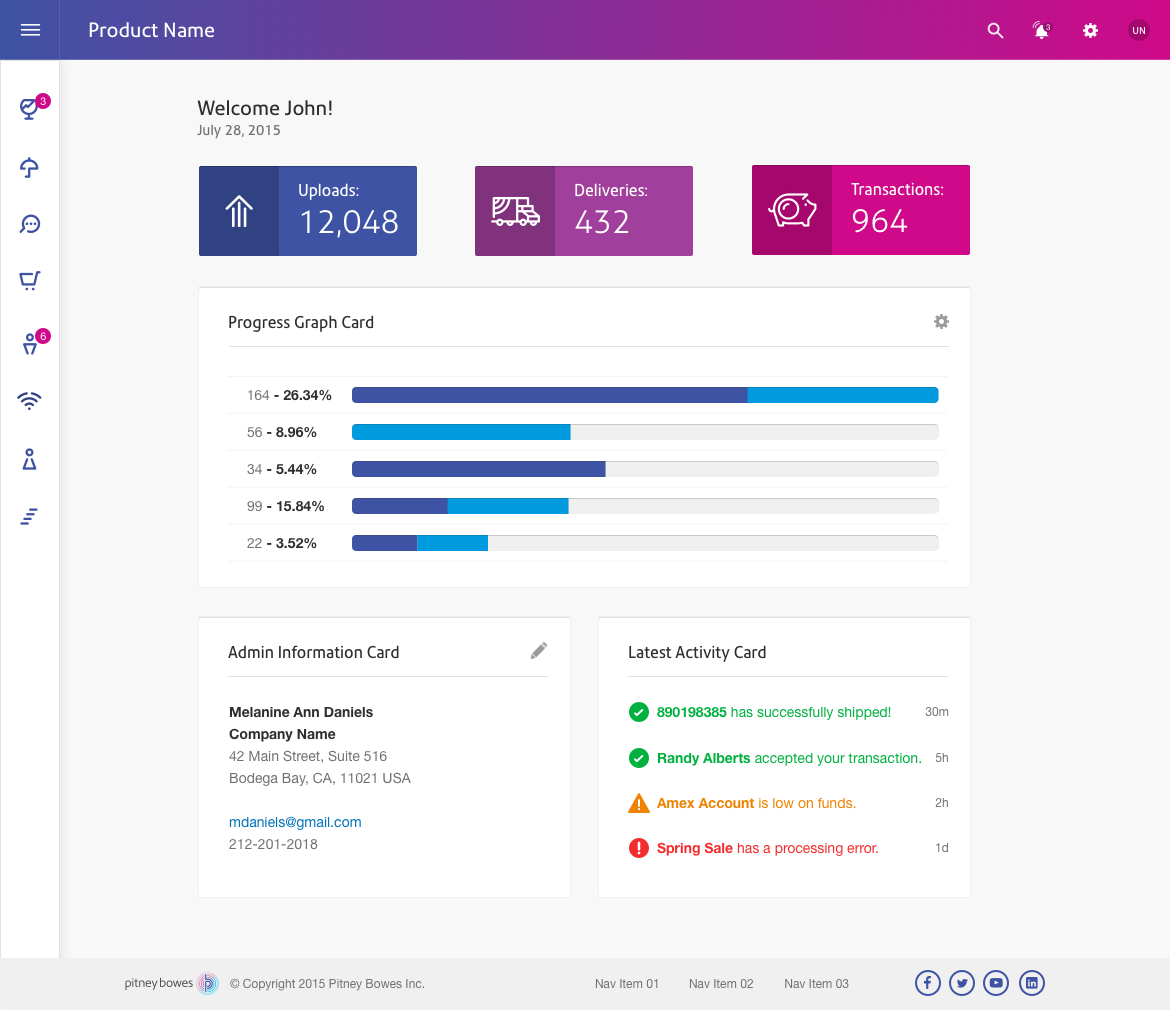 Product Name
3
UN
3
6
Welcome John!
July 28, 2015
Uploads:
12,048
Deliveries:
432
Transactions:
964
Progress Graph Card
164 - 26.34%
56 - 8.96%
34 - 5.44%
99 - 15.84%
22 - 3.52%
Admin Information Card
Melanine Ann Daniels
Company Name
42 Main Street, Suite 516
Bodega Bay, CA, 11021 USA
mdaniels@gmail.com
212-201-2018
Latest Activity Card
890198385 has successfully shipped! 30m
Randy Alberts accepted your transaction. 5h
Amex Account is low on funds. 2h
Spring Sale has a processing error. 1d
pitney bowes © Copyright 2015 Pitney Bowes Inc. Nav Item 01 Nav Item 02 Nav Item 03